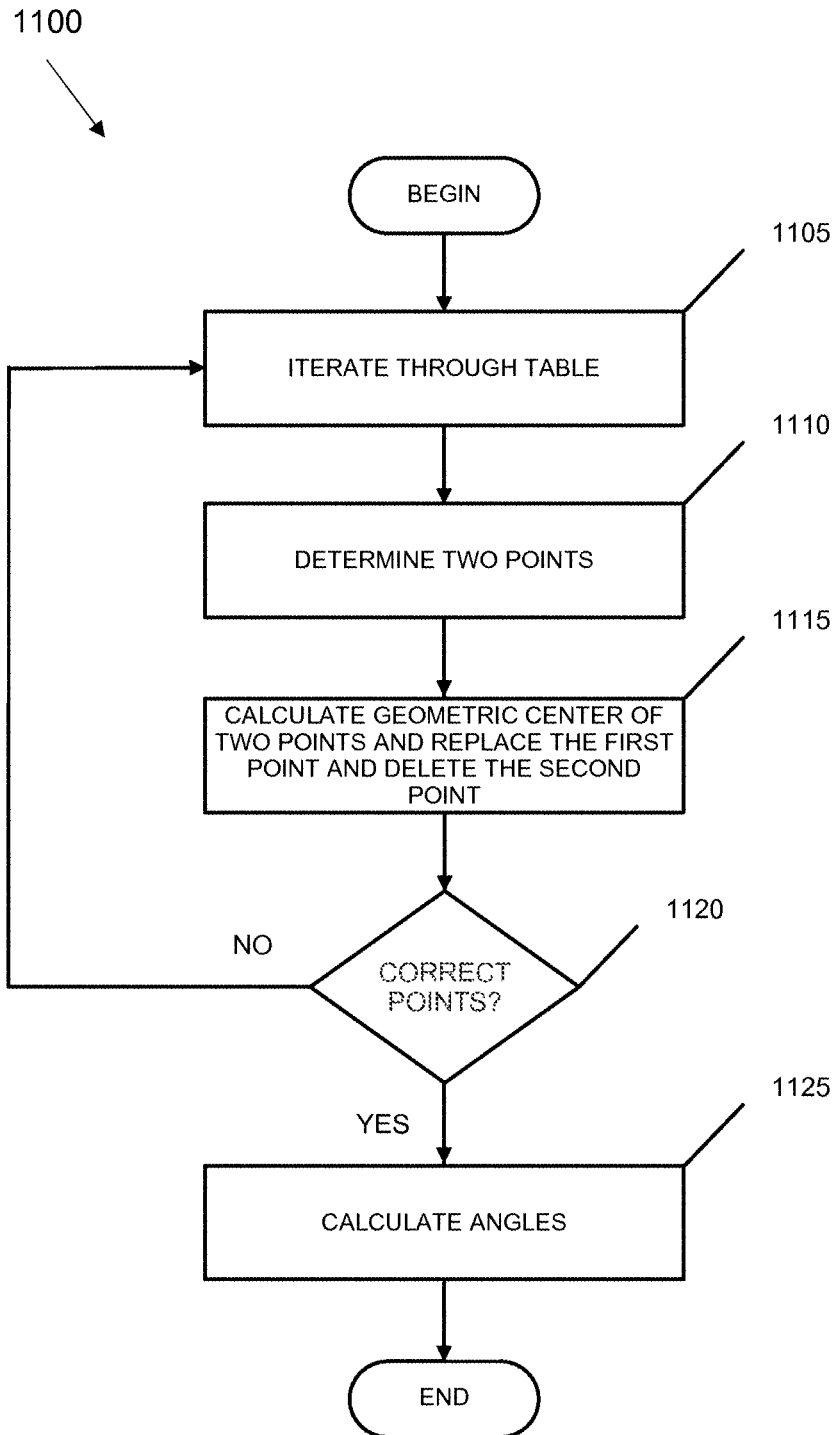 1100
BEGIN
1105
ITERATE THROUGH TABLE
1110
DETERMINE TWO POINTS
1115
CALCULATE GEOMETRIC CENTER OF
TWO POINTS AND REPLACE THE FIRST
POINT AND DELETE THE SECOND
POINT
1120
NO
CORRECT
POINTS?
1125
YES
CALCULATE ANGLES
END